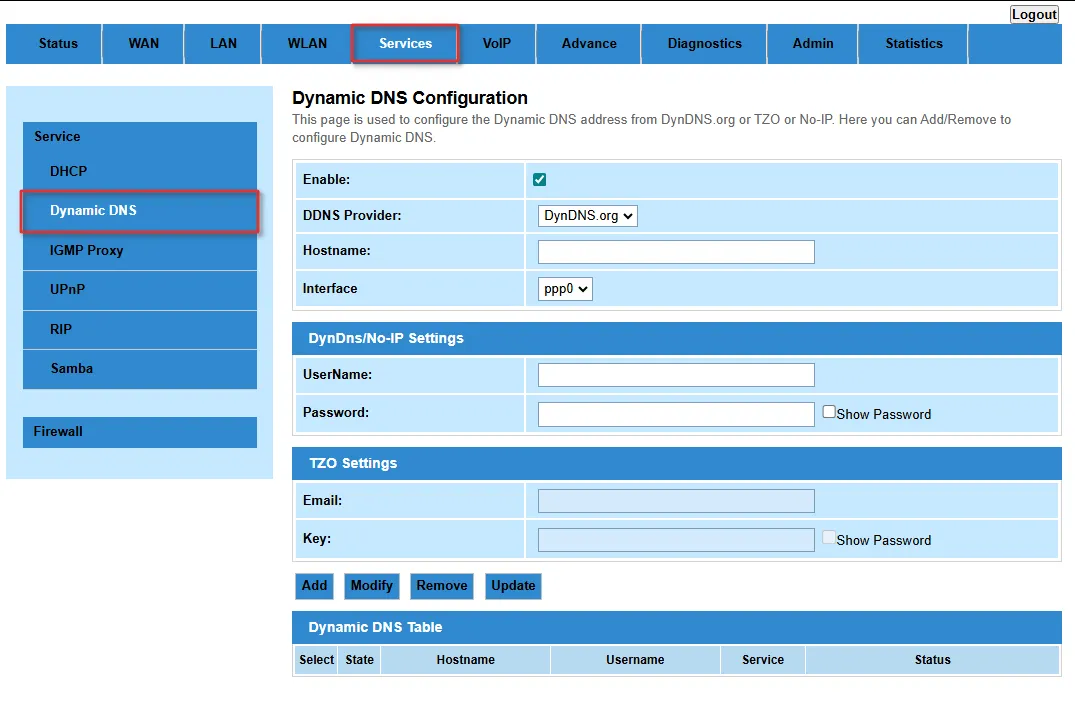 Logout
Status WAN LAN WLAN Services VoIP Advance Diagnostics Admin Statistics
Service
DHCP
Dynamic DNS
IGMP Proxy
UPnP
RIP
Samba
Firewall
Dynamic DNS Configuration
This page is used to configure the Dynamic DNS address from DynDNS.org or TZO or No-IP. Here you can Add/Remove to
configure Dynamic DNS.
Enable:
DDNS Provider: DynDNS.org
Hostname:
Interface ppp0
DynDns/No-IP Settings
UserName:
Password: Show Password
TZO Settings
Email:
Key: Show Password
Add Modify Remove Update
Dynamic DNS Table
Select State Hostname Username Service Status